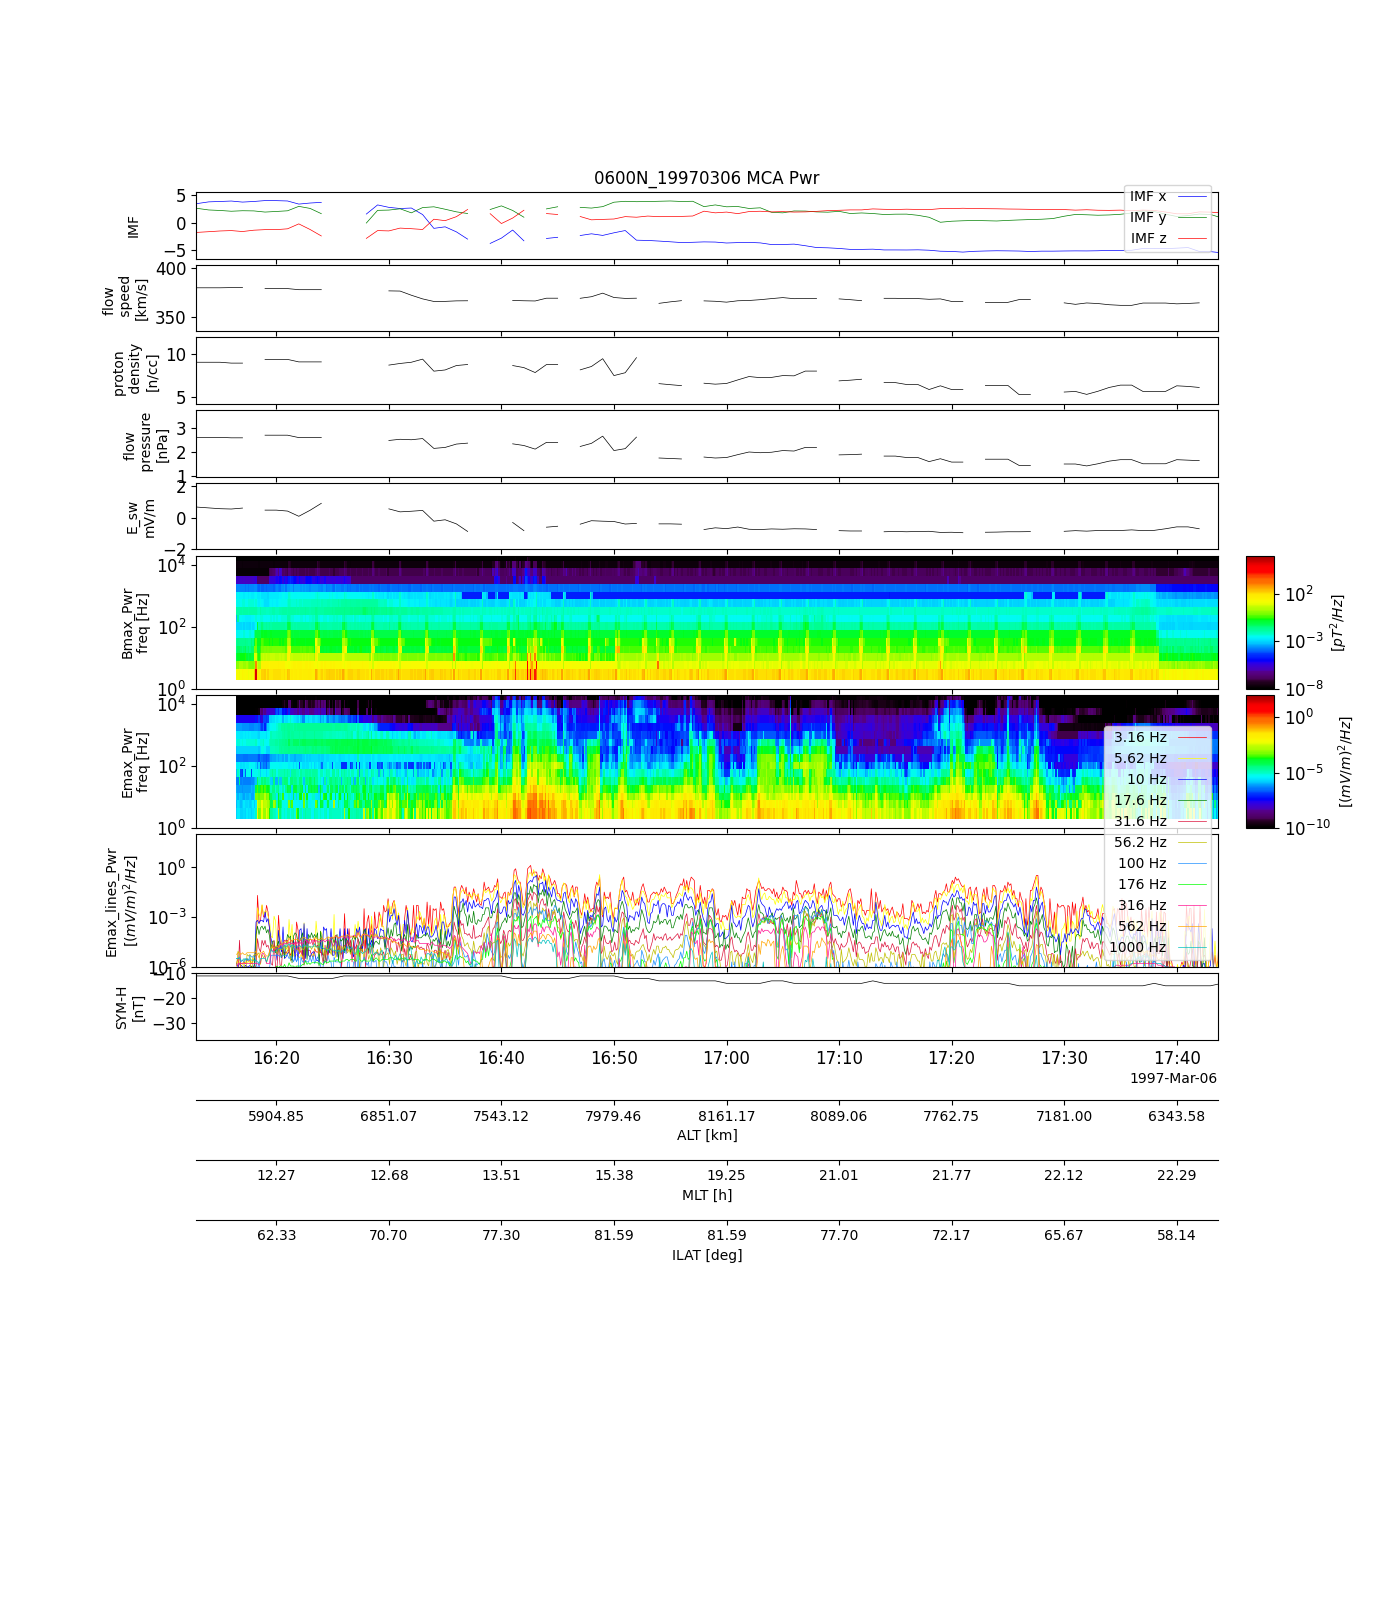 0600N_19970306 MCA Pwr
5
0
−5
IMF
IMF x
IMF y
IMF z
400
350
flow
speed
[km/s]
10
5
proton
density
[n/cc]
3
2
1
flow
pressure
[nPa]
2
0
−2
E_sw
mV/m
10^4
10^2
10^0
Bmax_Pwr
freq [Hz]
10^2
10^−3
10^−8
[pT^2/Hz]
10^4
10^2
10^0
Emax_Pwr
freq [Hz]
10^0
10^−5
10^−10
[(mV/m)^2/Hz]
3.16 Hz
5.62 Hz
10 Hz
17.6 Hz
31.6 Hz
56.2 Hz
100 Hz
176 Hz
316 Hz
562 Hz
1000 Hz
10^0
10^−3
10^−6
Emax_lines_Pwr
[(mV/m)^2/Hz]
−10
−20
−30
SYM-H
[nT]
16:20 16:30 16:40 16:50 17:00 17:10 17:20 17:30 17:40
1997-Mar-06
5904.85 6851.07 7543.12 7979.46 8161.17 8089.06 7762.75 7181.00 6343.58
ALT [km]
12.27 12.68 13.51 15.38 19.25 21.01 21.77 22.12 22.29
MLT [h]
62.33 70.70 77.30 81.59 81.59 77.70 72.17 65.67 58.14
ILAT [deg]